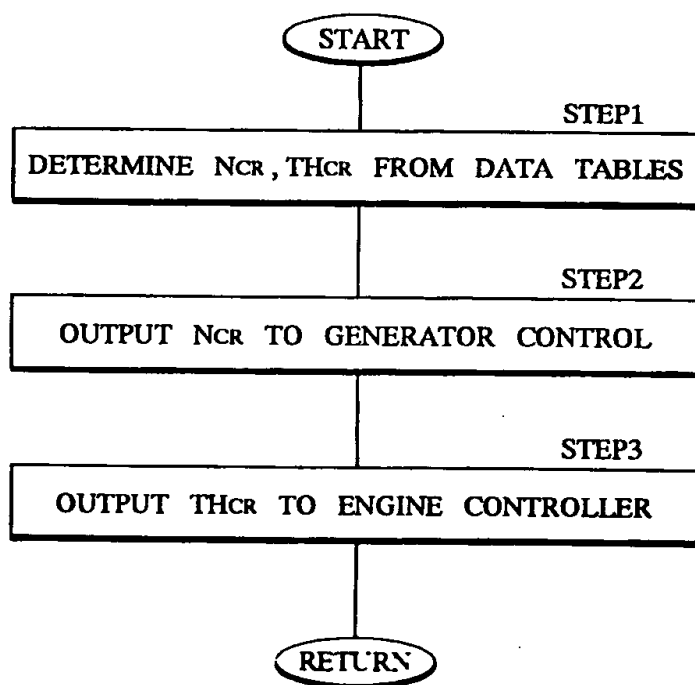 START
STEP1
DETERMINE NCR, THCR FROM DATA TABLES
STEP2
OUTPUT NCR TO GENERATOR CONTROL
STEP3
OUTPUT THCR TO ENGINE CONTROLLER
RETURN